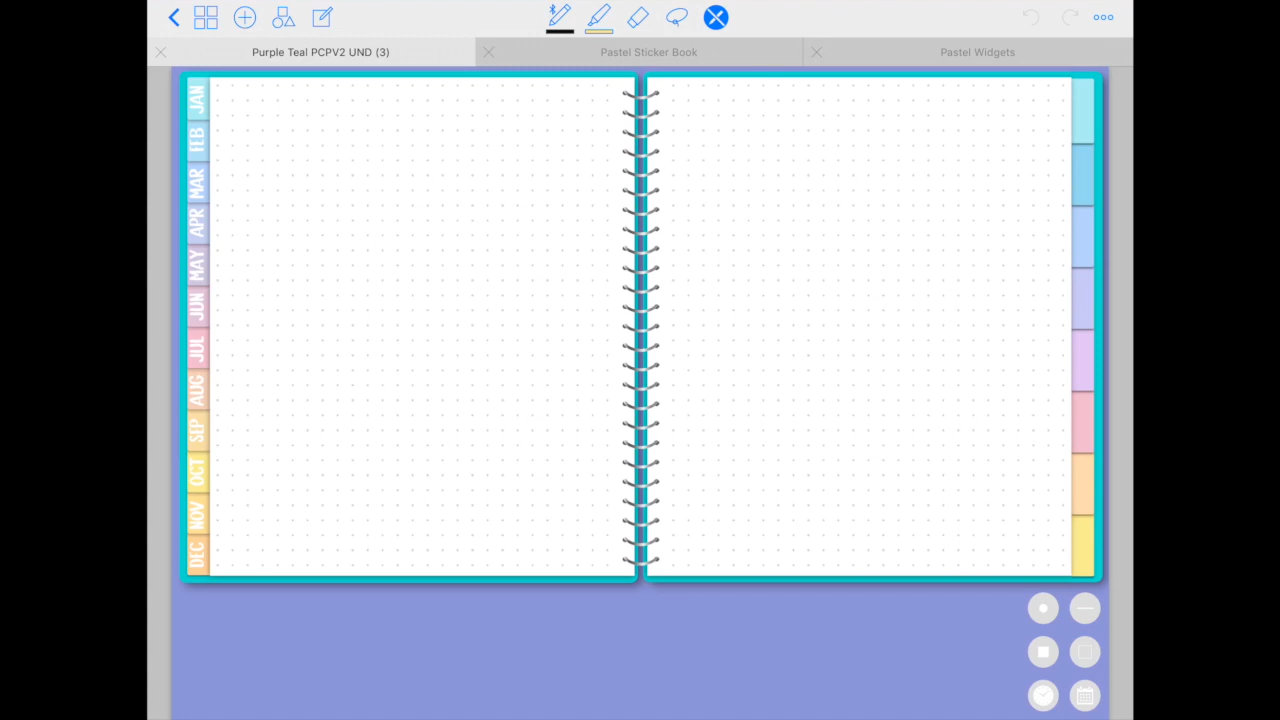 Purple Teal PCPV2 UND (3)
Pastel Sticker Book
Pastel Widgets
JAN
FEB
MAR
APR
MAY
JUN
JUL
AUG
SEP
OCT
NOV
DEC